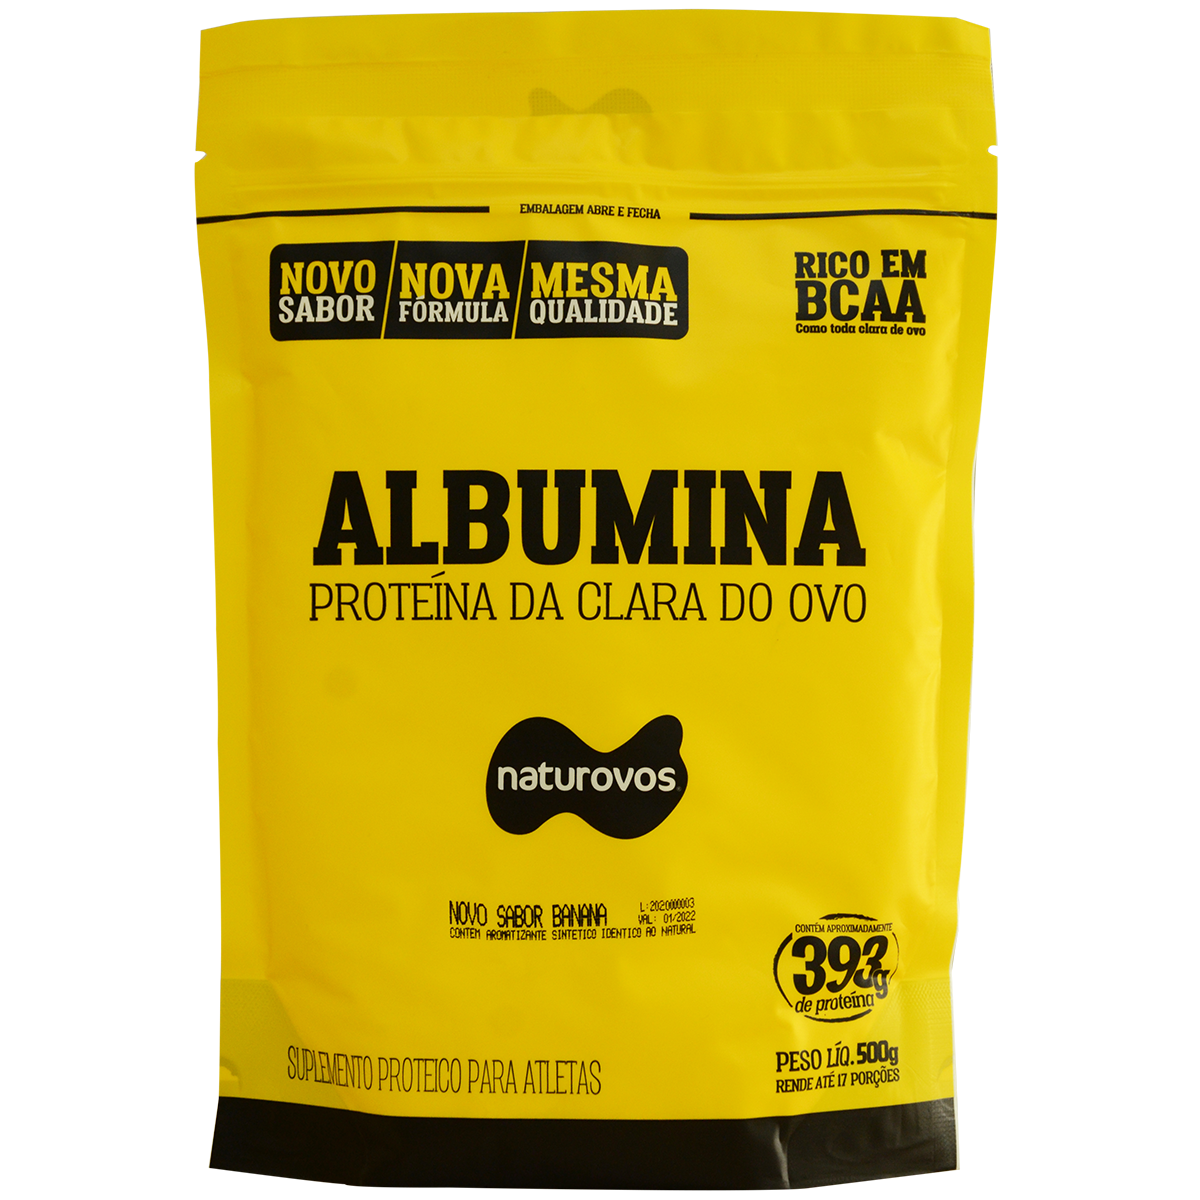 EMBALAGEM ABRE E FECHA
NOVO SABOR
NOVA FÓRMULA
MESMA QUALIDADE
RICO EM
BCAA
Como toda clara de ovo
ALBUMINA
PROTEÍNA DA CLARA DO OVO
naturovos
NOVO SABOR BANANA
L:2020000003
VAL: 01/2022
CONTEM AROMATIZANTE SINTETICO IDENTICO AO NATURAL
CONTÉM APROXIMADAMENTE
393g
de proteína
PESO LÍQ. 500g
RENDE ATÉ 17 PORÇÕES
SUPLEMENTO PROTEICO PARA ATLETAS